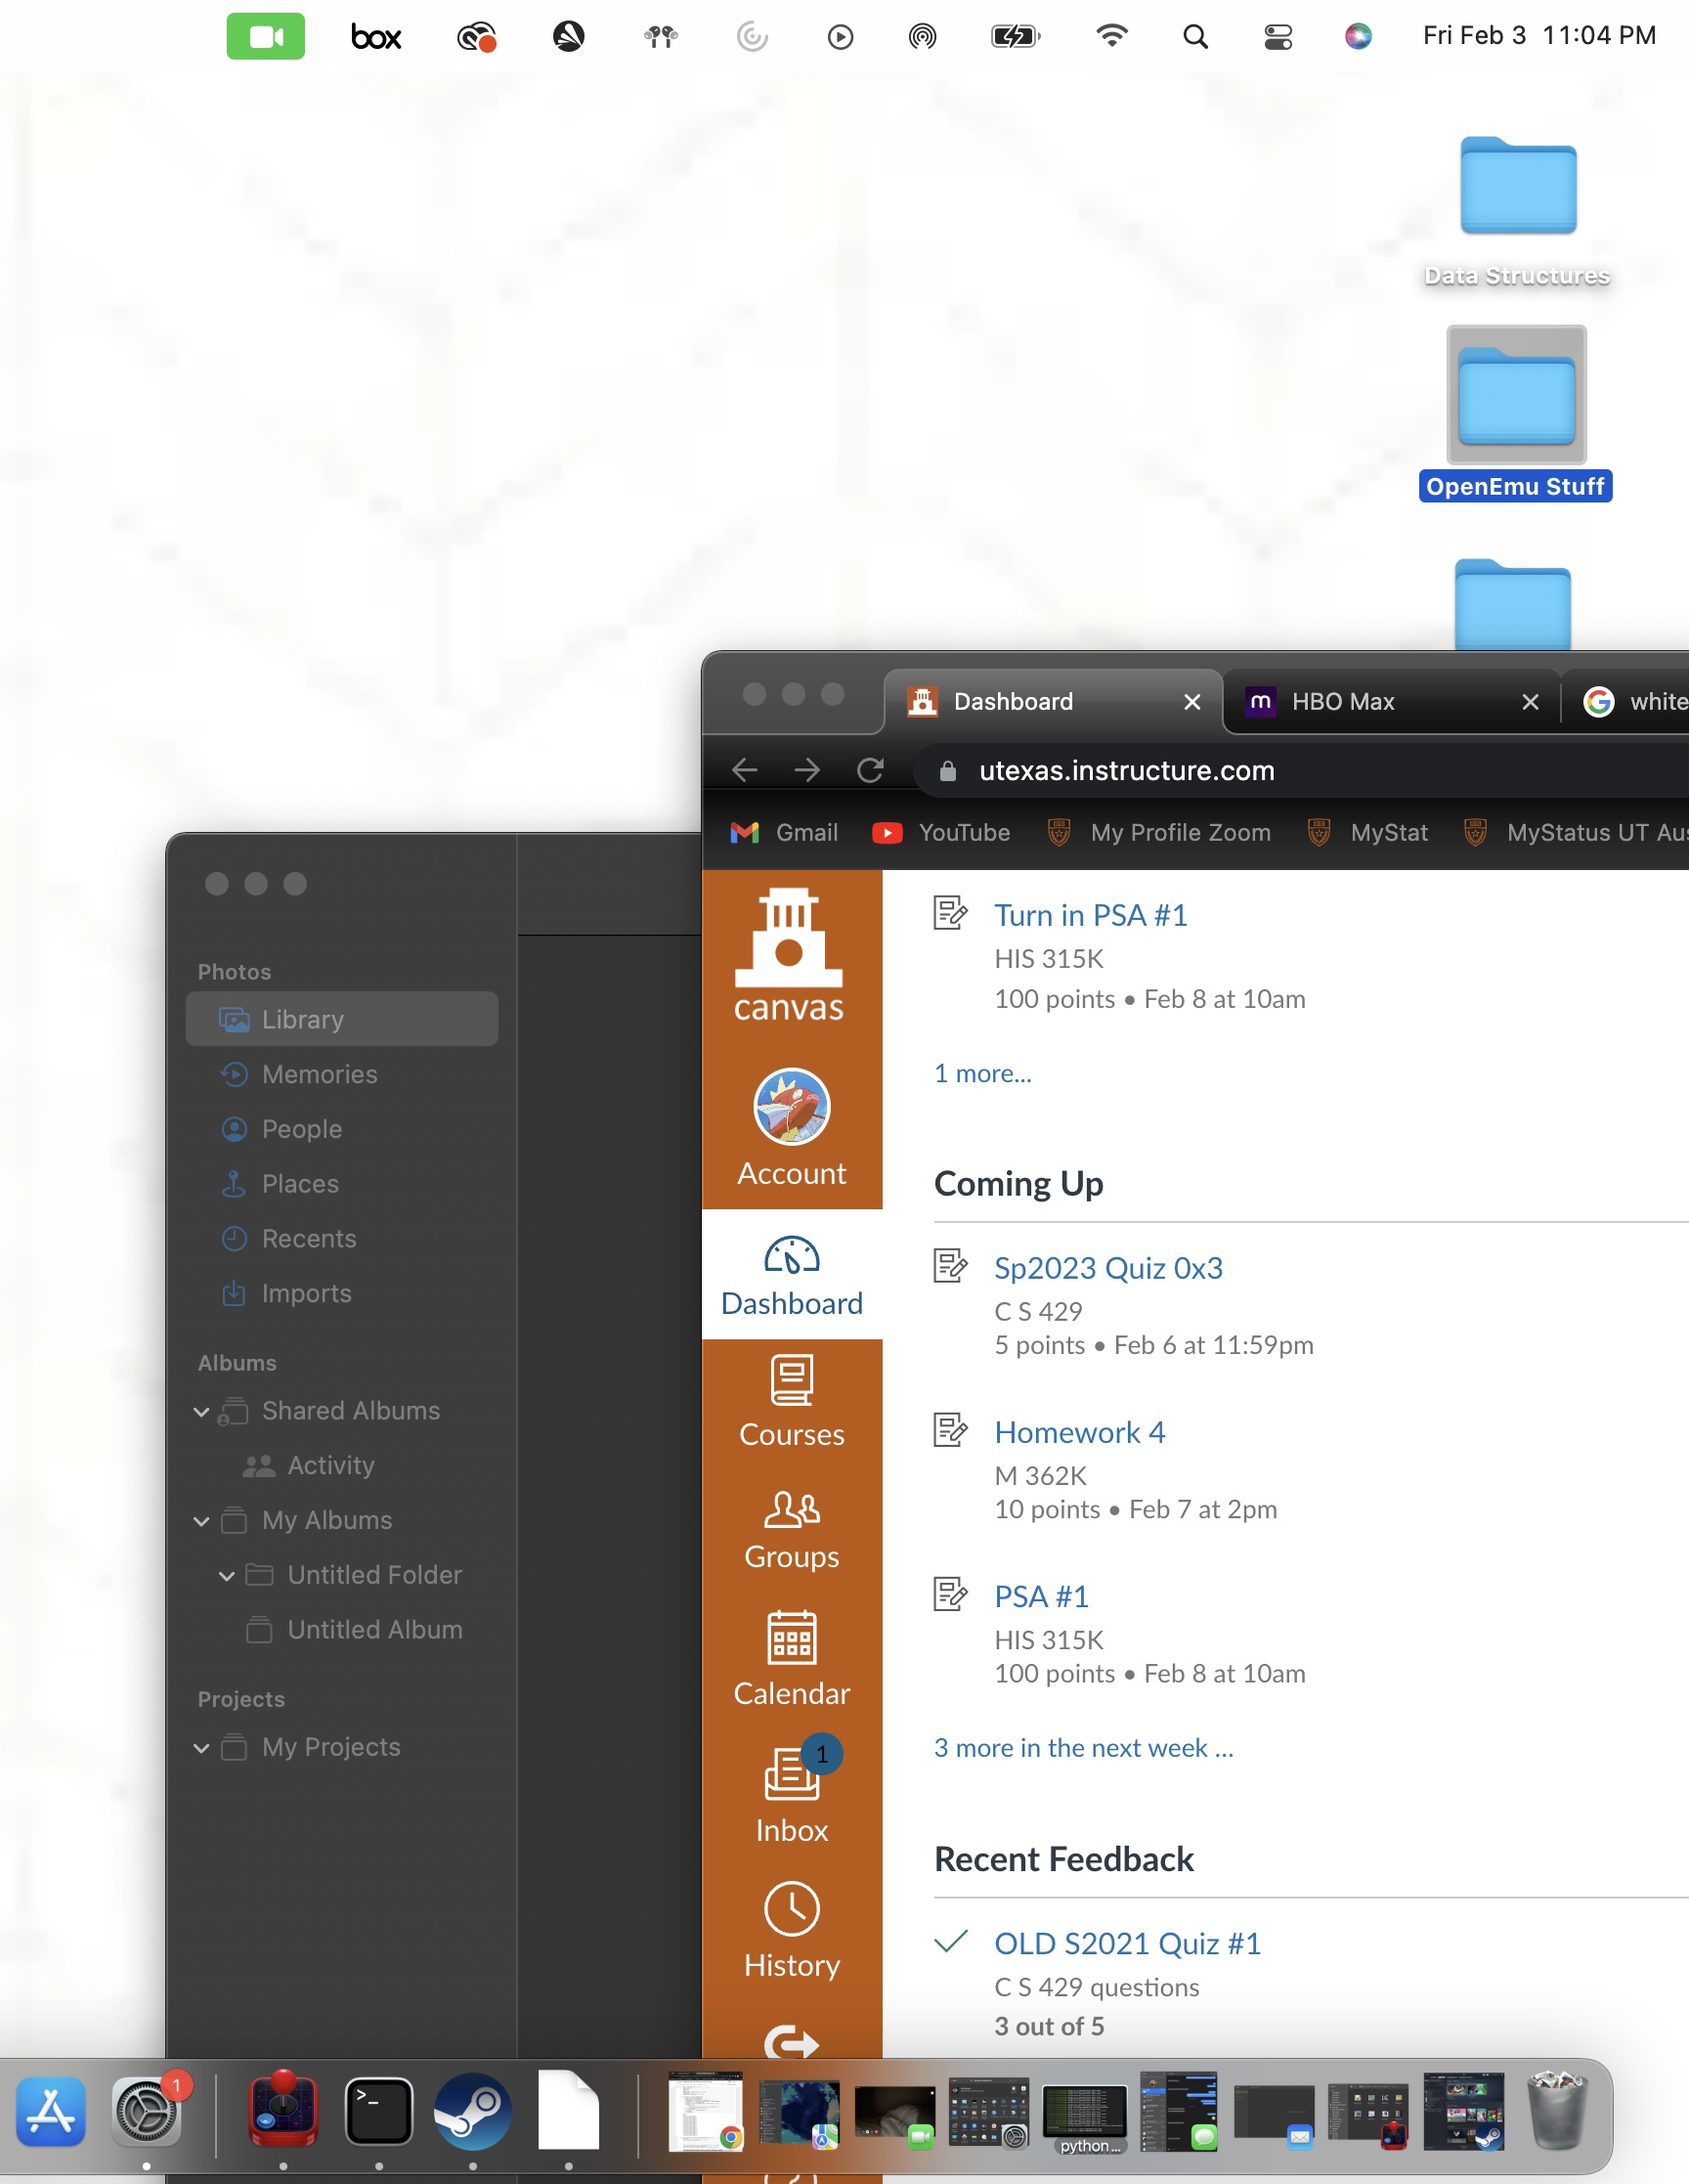 box
Fri Feb 3 11:04 PM
Data Structures
OpenEmu Stuff
Dashboard
HBO Max
white
utexas.instructure.com
Gmail
YouTube
My Profile Zoom
MyStat
MyStatus UT Aus
Photos
Library
Memories
People
Places
Recents
Imports
Albums
Shared Albums
Activity
My Albums
Untitled Folder
Untitled Album
Projects
My Projects
canvas
Account
Dashboard
Courses
Groups
Calendar
1
Inbox
History
Turn in PSA #1
HIS 315K
100 points • Feb 8 at 10am
1 more...
Coming Up
Sp2023 Quiz 0x3
C S 429
5 points • Feb 6 at 11:59pm
Homework 4
M 362K
10 points • Feb 7 at 2pm
PSA #1
HIS 315K
100 points • Feb 8 at 10am
3 more in the next week ...
Recent Feedback
OLD S2021 Quiz #1
C S 429 questions
3 out of 5
1
>_
python...